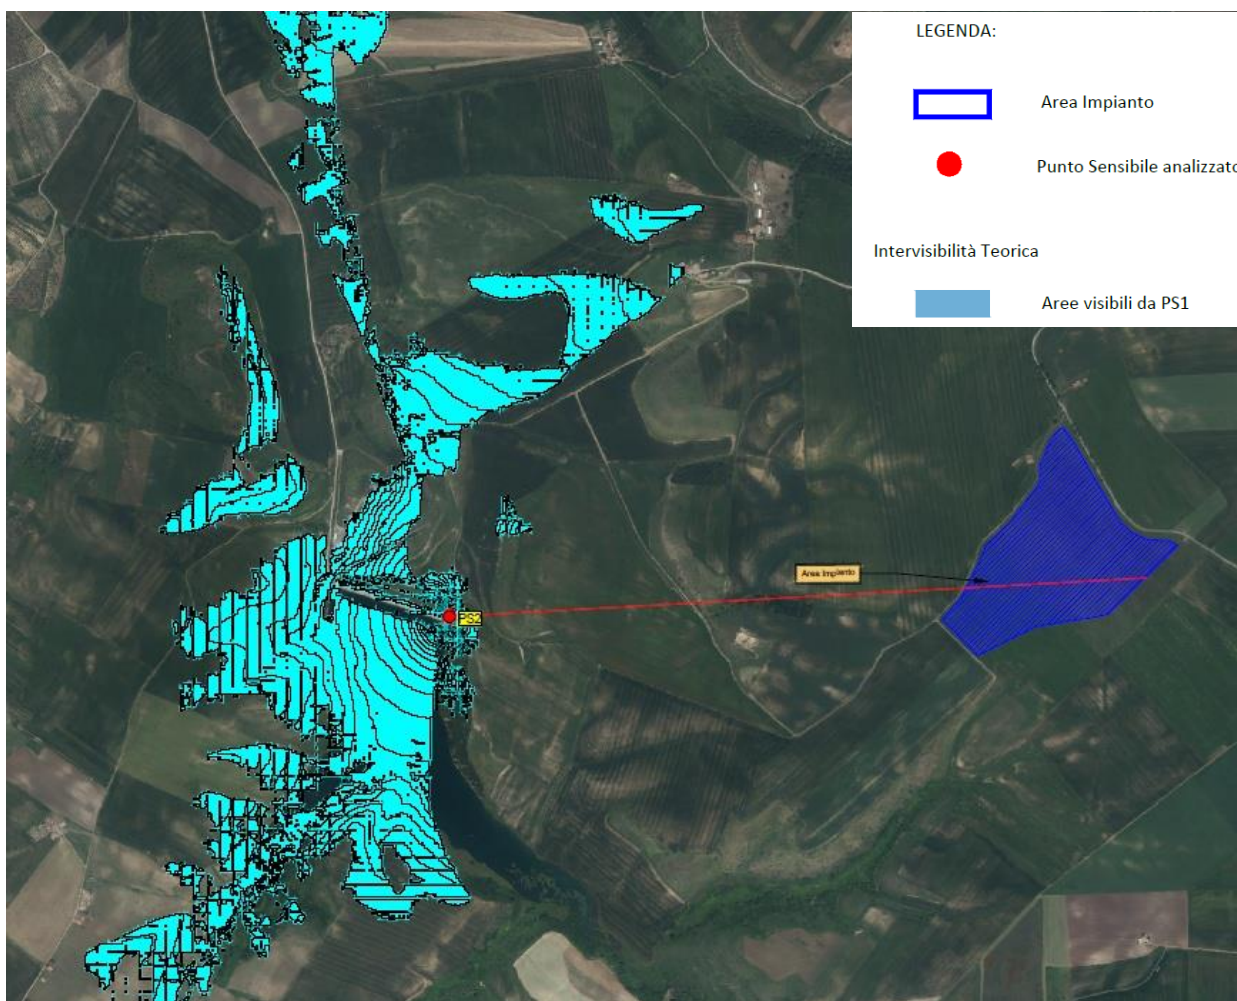 LEGENDA:
Area Impianto
Punto Sensibile analizzato
Intervisibilità Teorica
Aree visibili da PS1
Area Impianto
PS2